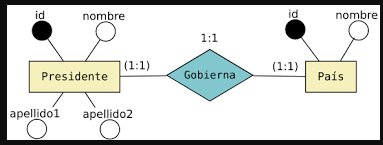 id
nombre
1:1
id
nombre
Presidente
(1:1)
Gobierna
(1:1)
País
apellido1
apellido2